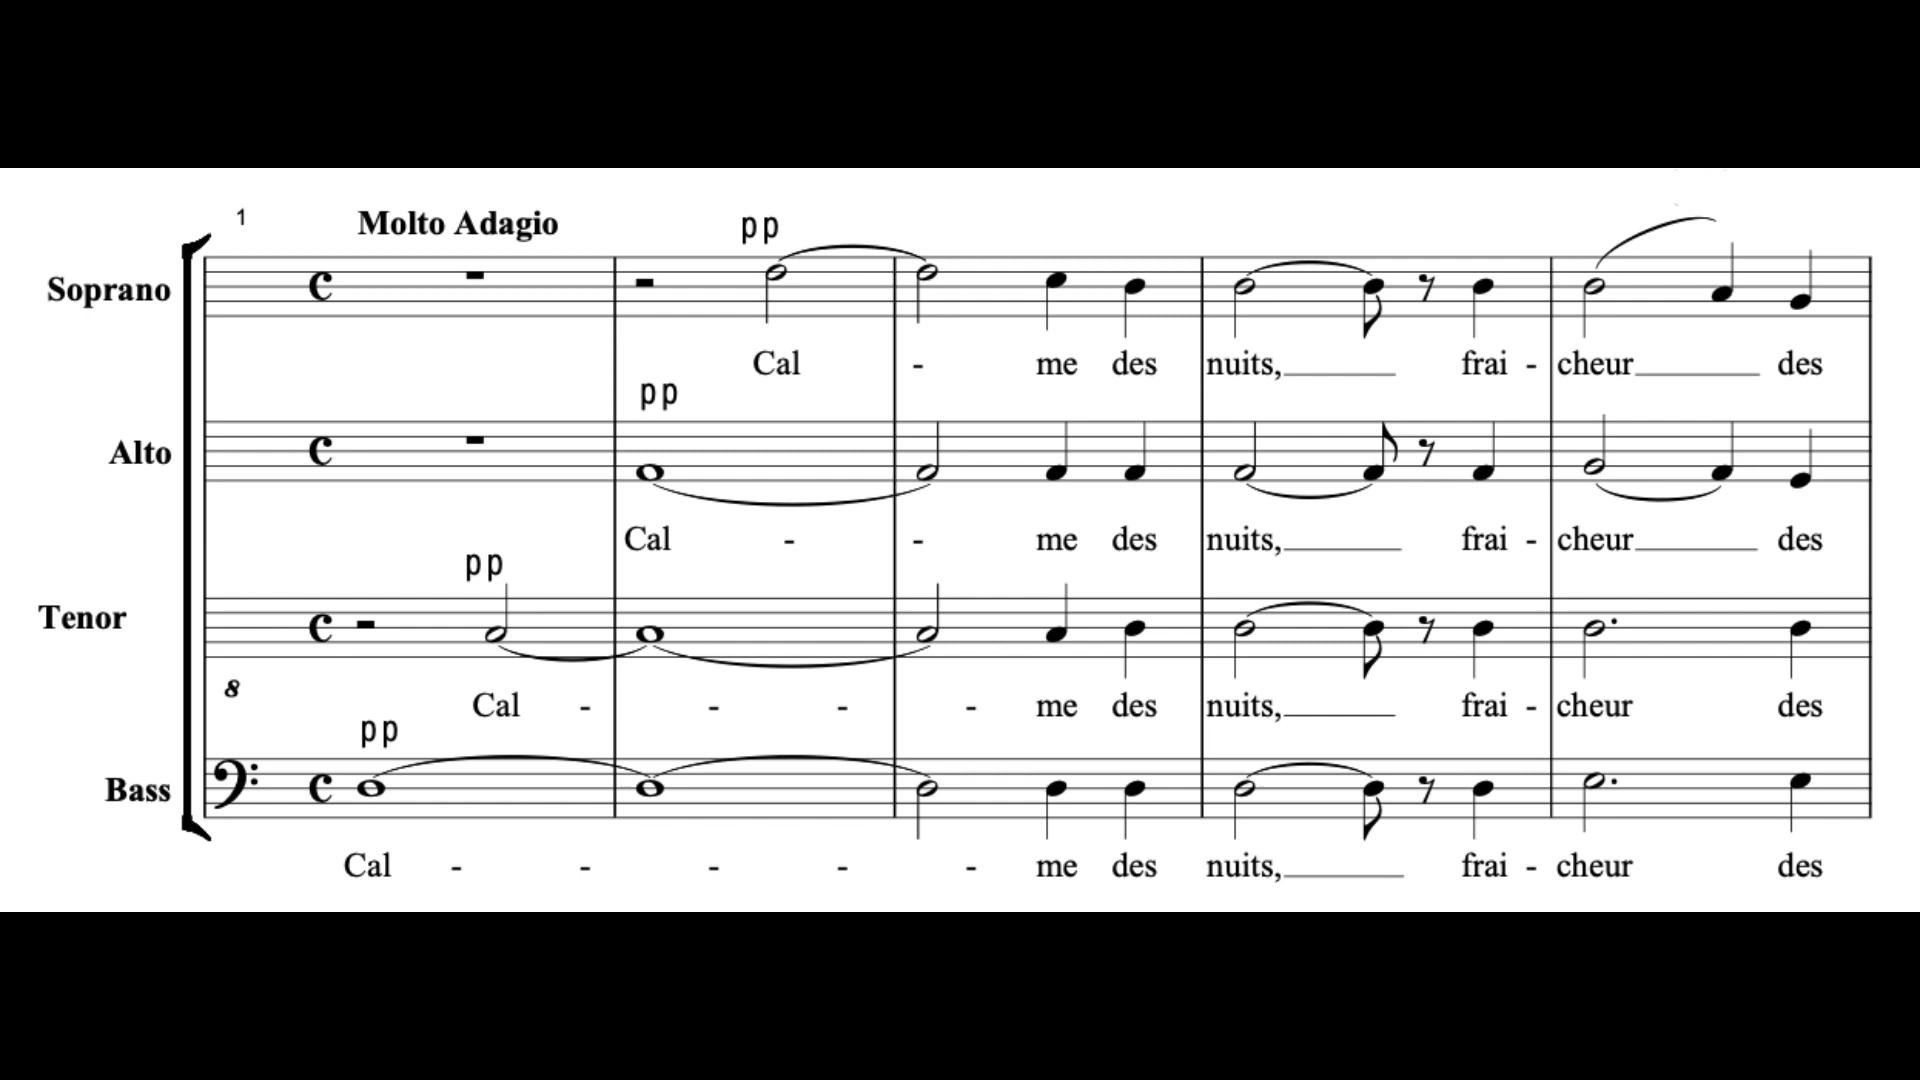 1 Molto Adagio pp
Soprano
Cal - me des nuits, frai - cheur des
pp
Alto
Cal - - me des nuits, frai - cheur des
pp
Tenor
8
Cal - - - - me des nuits, frai - cheur des
pp
Bass
Cal - - - - - me des nuits, frai - cheur des